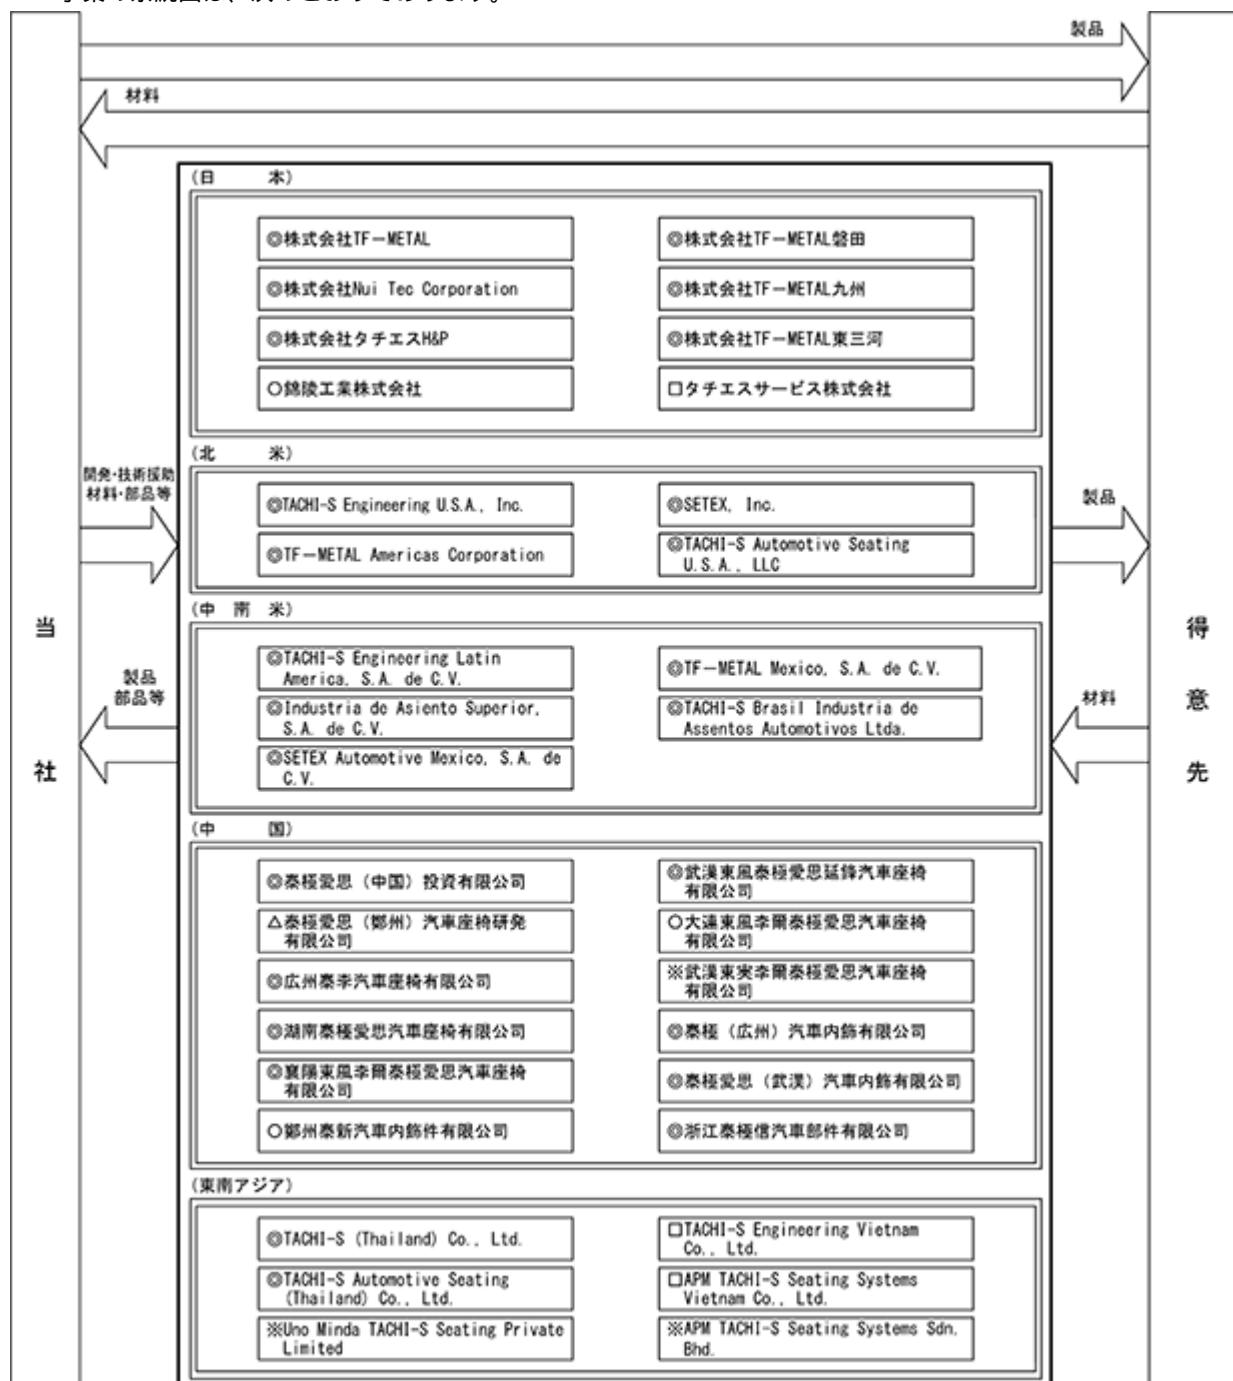 事業の系統図は、次のとおりであります。
製品
材料
(日 本)
◎株式会社TF－METAL
◎株式会社TF－METAL磐田
◎株式会社Nui Tec Corporation
◎株式会社TF－METAL九州
◎株式会社タチエスH&P
◎株式会社TF－METAL東三河
○錦陵工業株式会社
□タチエスサービス株式会社
(北 米)
開発・技術援助
材料・部品等
◎TACHI-S Engineering U.S.A., Inc.
◎SETEX, Inc.
製品
◎TF－METAL Americas Corporation
◎TACHI-S Automotive Seating
U.S.A., LLC
(中 南 米)
当
社
得
意
先
製品
部品等
材料
◎TACHI-S Engineering Latin
America, S.A. de C.V.
◎TF－METAL Mexico, S.A. de C.V.
◎Industria de Asiento Superior,
S.A. de C.V.
◎TACHI-S Brasil Industria de
Assentos Automotivos Ltda.
◎SETEX Automotive Mexico, S.A. de
C.V.
(中 国)
◎泰極愛思（中国）投資有限公司
◎武漢東風泰極愛思延鋒汽車座椅
有限公司
△泰極愛思（鄭州）汽車座椅研発
有限公司
○大連東風李爾泰極愛思汽車座椅
有限公司
◎広州泰李汽車座椅有限公司
※武漢東実李爾泰極愛思汽車座椅
有限公司
◎湖南泰極愛思汽車座椅有限公司
◎泰極（広州）汽車内飾有限公司
◎襄陽東風李爾泰極愛思汽車座椅
有限公司
◎泰極愛思（武漢）汽車内飾有限公司
○鄭州泰新汽車内飾件有限公司
◎浙江泰極信汽車部件有限公司
(東南アジア)
◎TACHI-S (Thailand) Co., Ltd.
□TACHI-S Engineering Vietnam
Co., Ltd.
◎TACHI-S Automotive Seating
(Thailand) Co., Ltd.
□APM TACHI-S Seating Systems
Vietnam Co., Ltd.
※Uno Minda TACHI-S Seating Private
Limited
※APM TACHI-S Seating Systems Sdn.
Bhd.